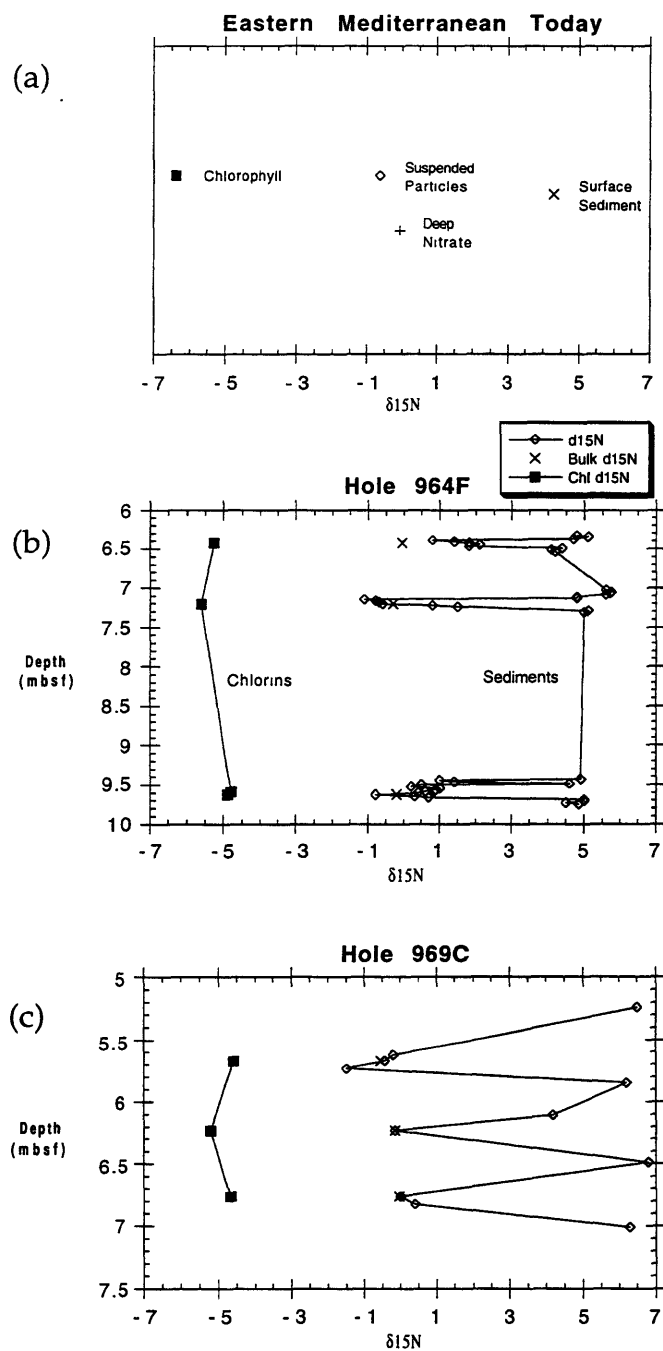 Eastern Mediterranean Today
(a)
Chlorophyll
Suspended
Particles
Surface
Sediment
Deep
Nitrate
-7 -5 -3 -1 1 3 5 7
δ15N
d15N
Bulk d15N
Chl d15N
Hole 964F
(b)
6
6.5
7
7.5
8
8.5
9
9.5
10
Depth
(mbsf)
Chlorins
Sediments
-7 -5 -3 -1 1 3 5 7
δ15N
Hole 969C
(c)
5
5.5
6
6.5
7
7.5
Depth
(mbsf)
-7 -5 -3 -1 1 3 5 7
δ15N